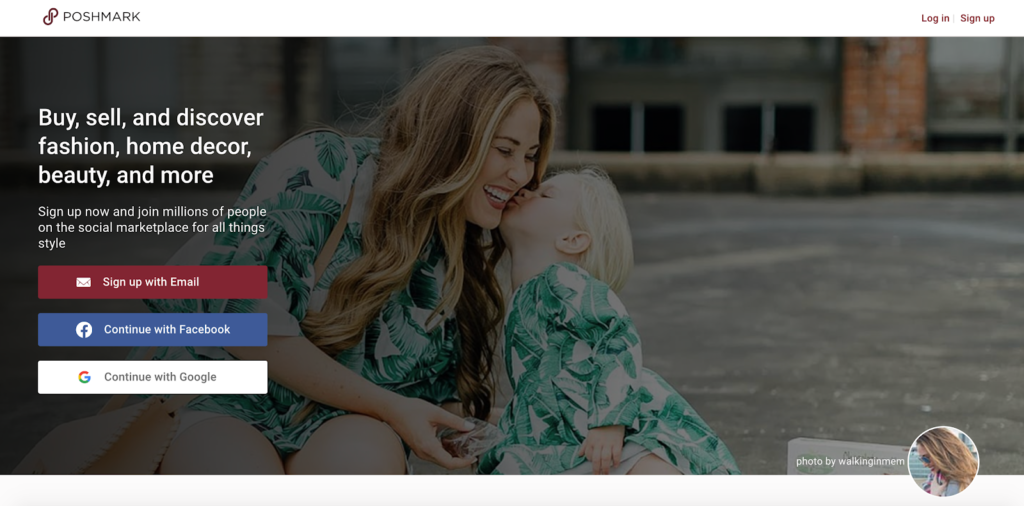 POSHMARK
Log in | Sign up
Buy, sell, and discover
fashion, home decor,
beauty, and more
Sign up now and join millions of people
on the social marketplace for all things
style
Sign up with Email
Continue with Facebook
Continue with Google
photo by walkinginmem